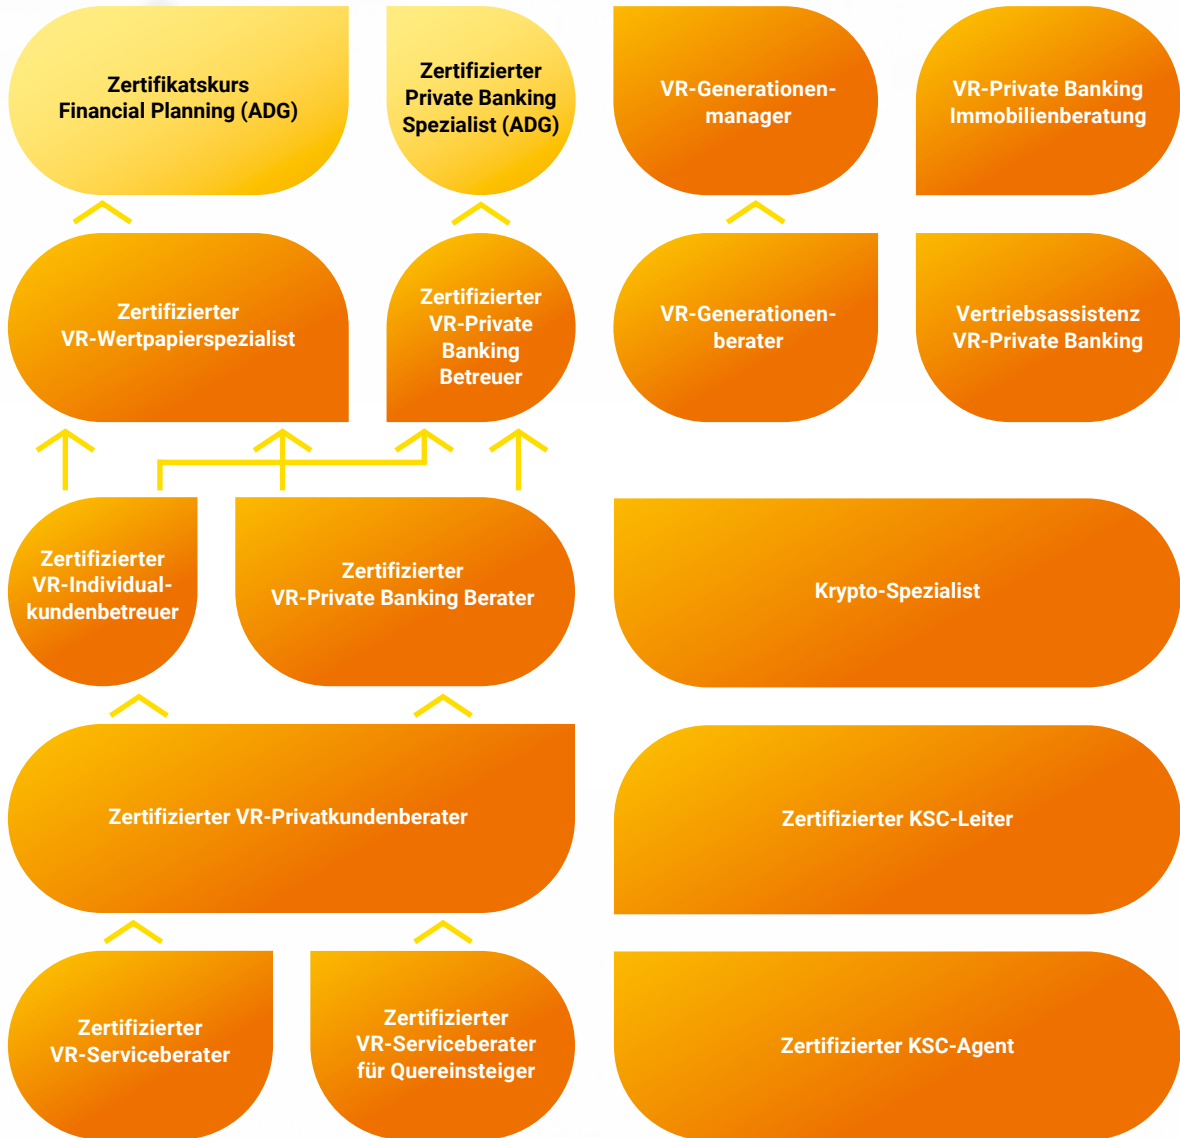 Zertifikatskurs
Financial Planning (ADG)
Zertifizierter
Private Banking
Spezialist (ADG)
VR-Generationen-
manager
VR-Private Banking
Immobilienberatung
Zertifizierter
VR-Wertpapierspezialist
Zertifizierter
VR-Private
Banking
Betreuer
VR-Generationen-
berater
Vertriebsassistenz
VR-Private Banking
Zertifizierter
VR-Individual-
kundenbetreuer
Zertifizierter
VR-Private Banking Berater
Krypto-Spezialist
Zertifizierter VR-Privatkundenberater
Zertifizierter KSC-Leiter
Zertifizierter
VR-Serviceberater
Zertifizierter
VR-Serviceberater
für Quereinsteiger
Zertifizierter KSC-Agent